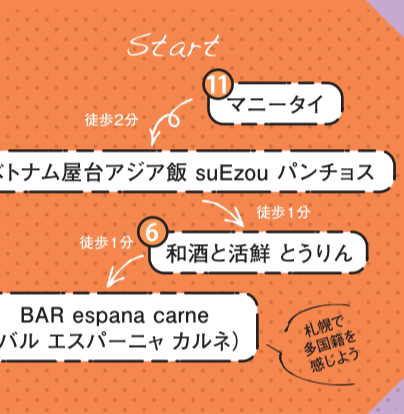 Start
11
マニータイ
徒歩2分
トナム屋台アジア飯 suEzou パンチョス
徒歩1分
6
徒歩1分
和酒と活鮮 とうりん
BAR espana carne
バル エスパーニャ カルネ）
札幌で
多国籍を
感じよう